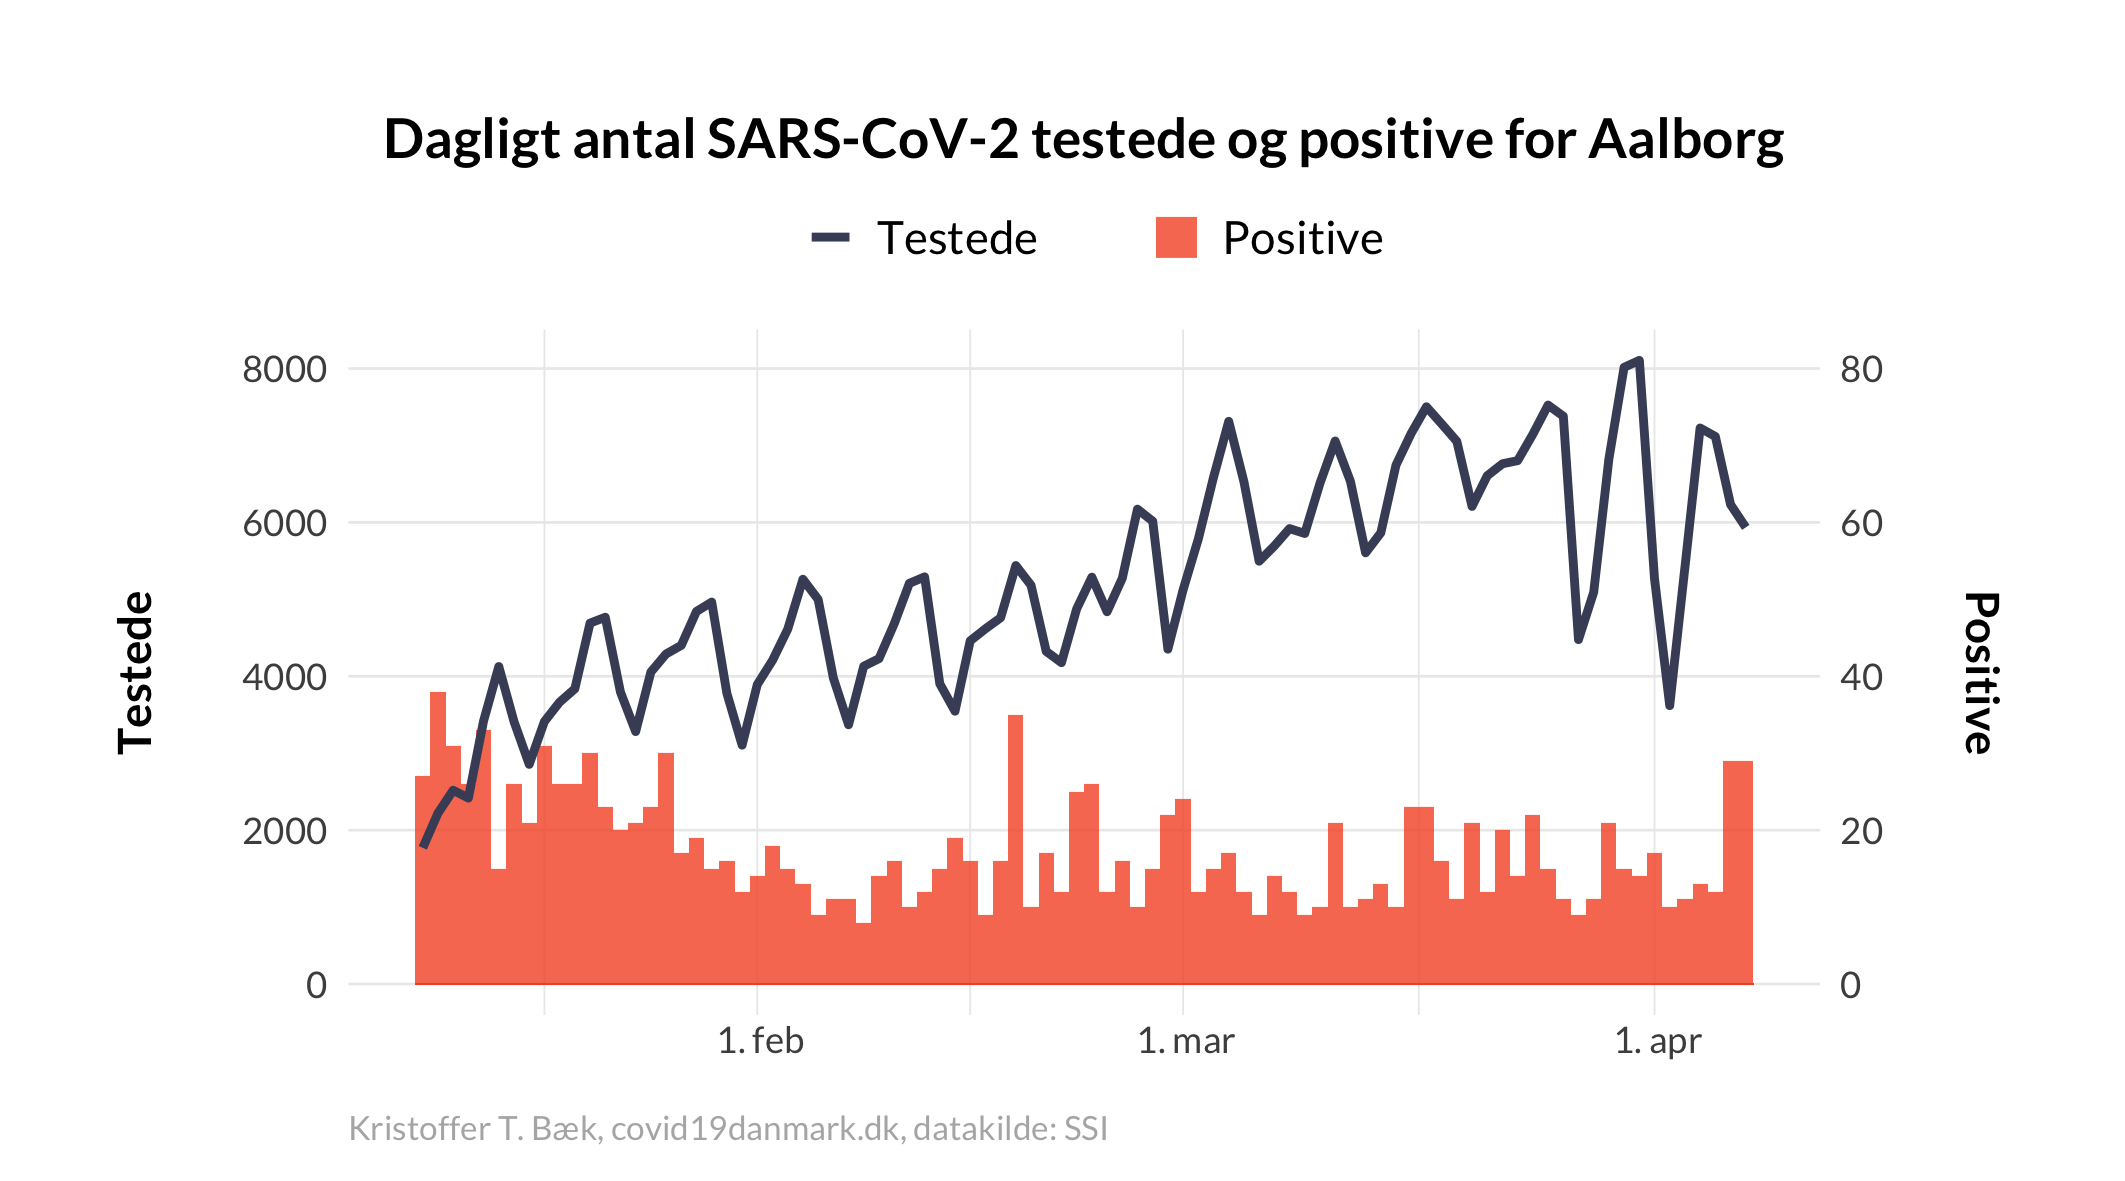 Dagligt antal SARS-CoV-2 testede og positive for Aalborg
Testede
Positive
8000
6000
4000
2000
0
Testede
80
60
40
20
0
Positive
1. feb
1. mar
1. apr
Kristoffer T. Bæk, covid19danmark.dk, datakilde: SSI